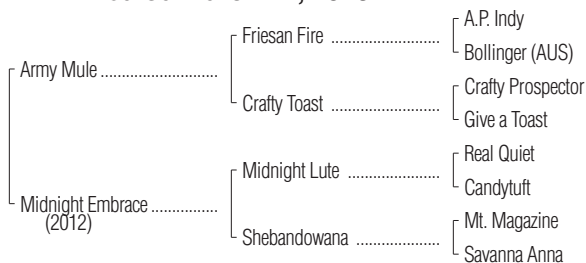 A.P. Indy
Friesan Fire ........................
Bollinger (AUS)
Army Mule ..........................
Crafty Prospector
Crafty Toast ........................
Give a Toast
Real Quiet
Midnight Lute ......................
Candytuft
Midnight Embrace ...............
(2012)
Mt. Magazine
Shebandowana ..................
Savanna Anna